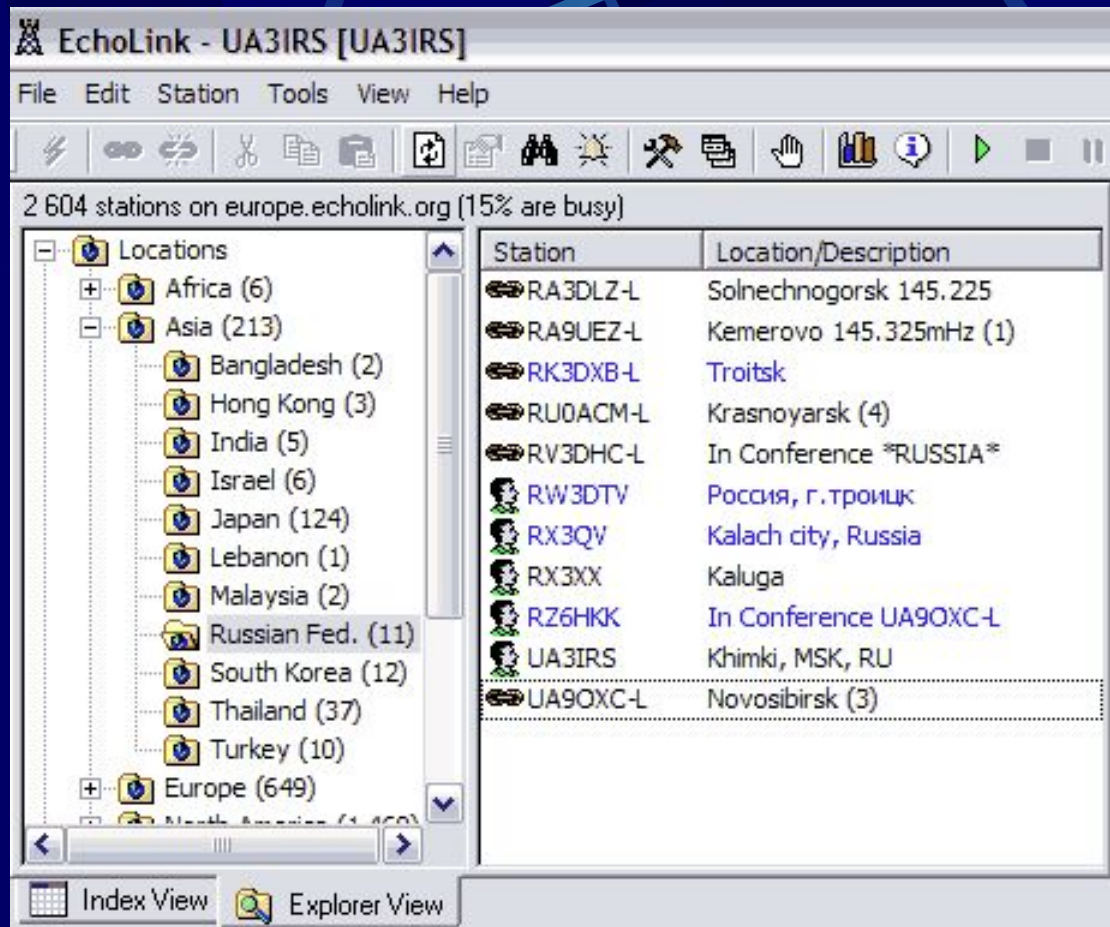 EchoLink - UA3IRS [UA3IRS]
File Edit Station Tools View Help
2 604 stations on europe.echolink.org (15% are busy)
Locations
Africa (6)
Asia (213)
Bangladesh (2)
Hong Kong (3)
India (5)
Israel (6)
Japan (124)
Lebanon (1)
Malaysia (2)
Russian Fed. (11)
South Korea (12)
Thailand (37)
Turkey (10)
Europe (649)
North America
Station Location/Description
RA3DLZ-L Solnechnogorsk 145.225
RA9UEZ-L Kemerovo 145.325mHz (1)
RK3DXB-L Troitsk
RU0ACM-L Krasnoyarsk (4)
RV3DHC-L In Conference *RUSSIA*
RW3DTV Россия, г.троицк
RX3QV Kalach city, Russia
RX3XX Kaluga
RZ6HKK In Conference UA9OXC-L
UA3IRS Khimki, MSK, RU
UA9OXC-L Novosibirsk (3)
Index View Explorer View